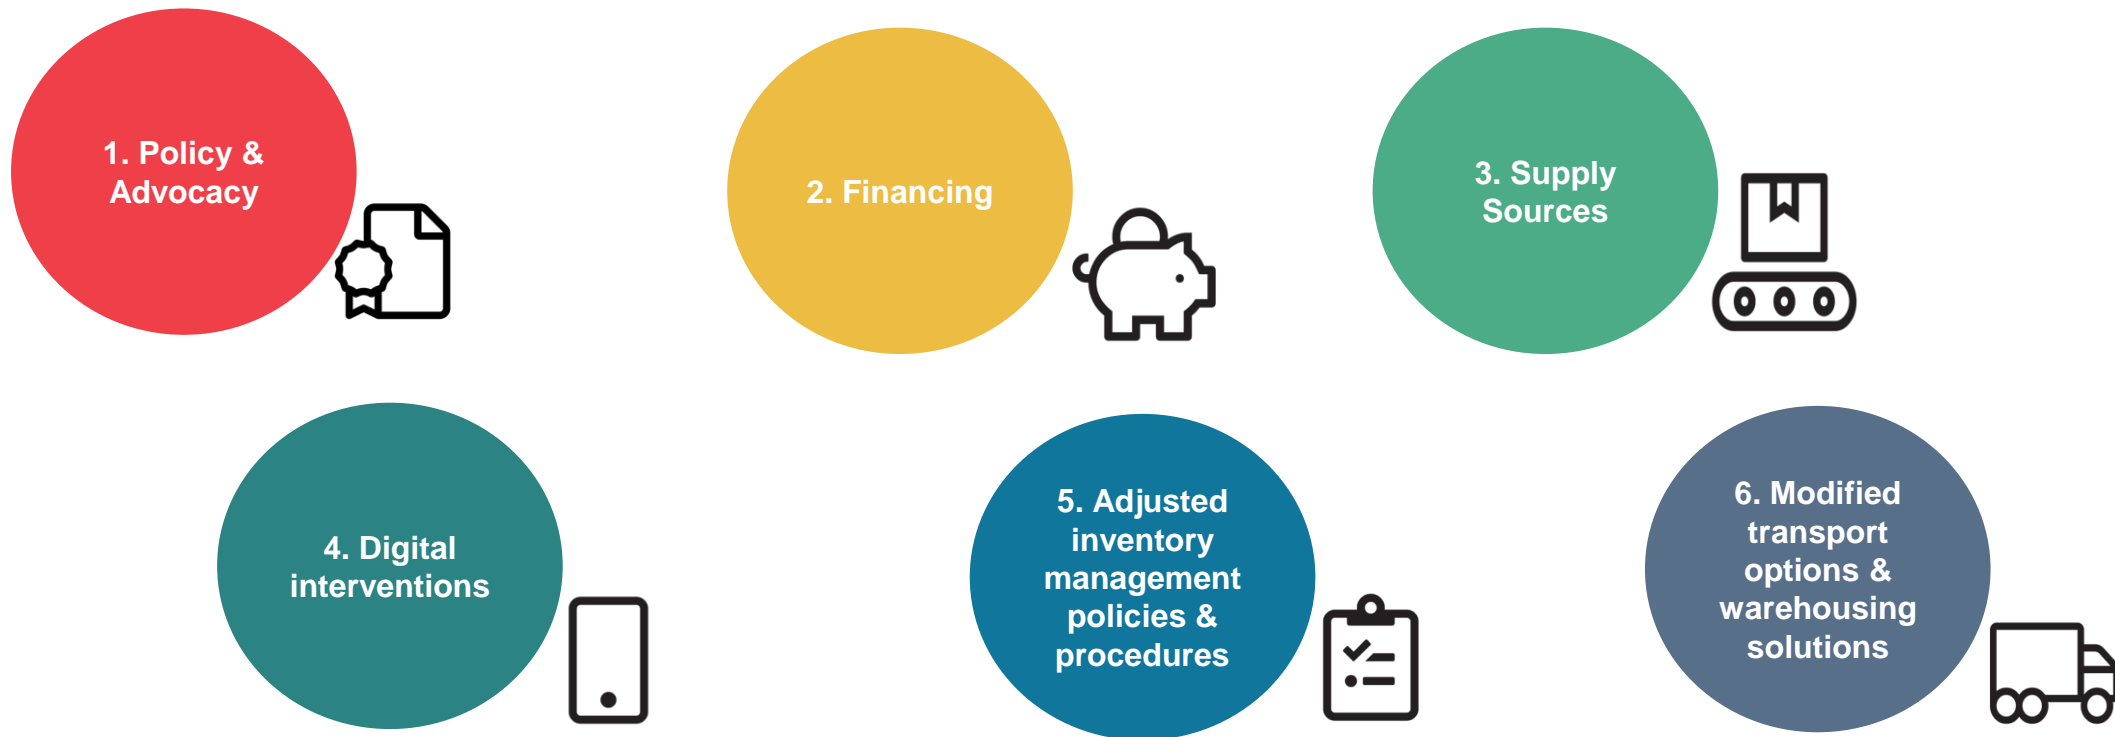 1. Policy &
Advocacy
2. Financing
3. Supply
Sources
4. Digital
interventions
5. Adjusted
inventory
management
policies &
procedures
6. Modified
transport
options &
warehousing
solutions